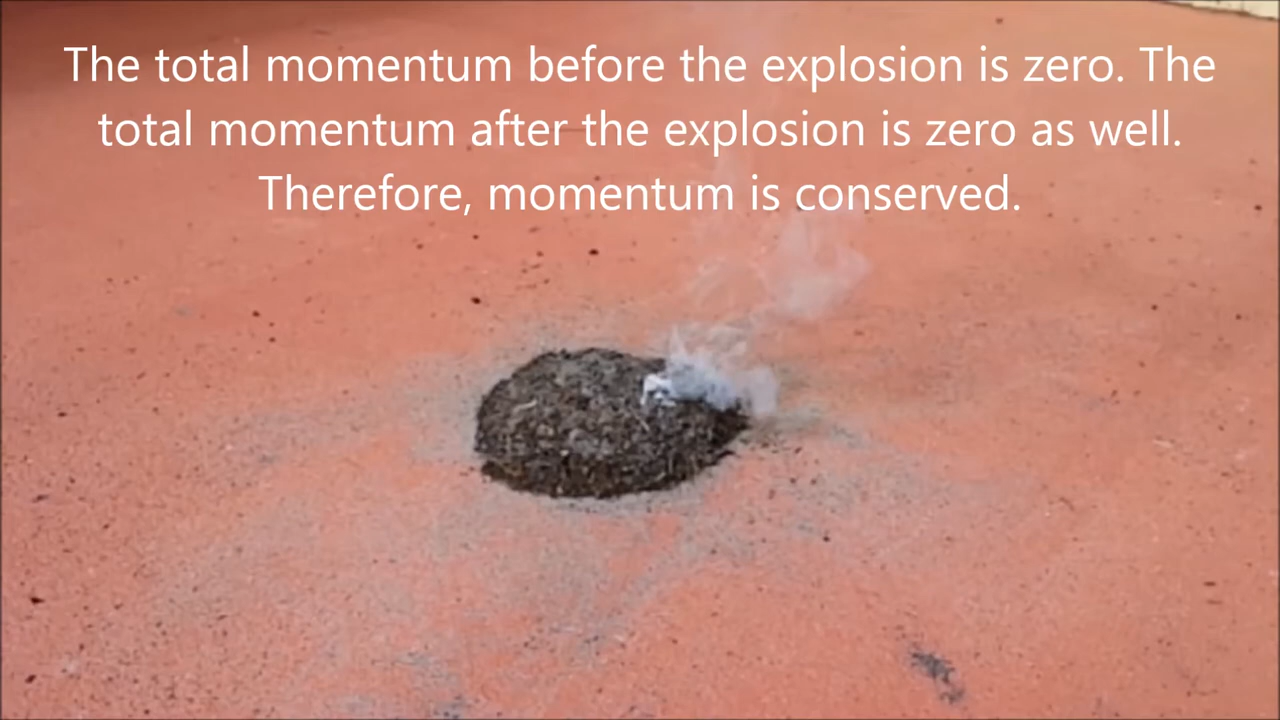 The total momentum before the explosion is zero. The
total momentum after the explosion is zero as well.
Therefore, momentum is conserved.